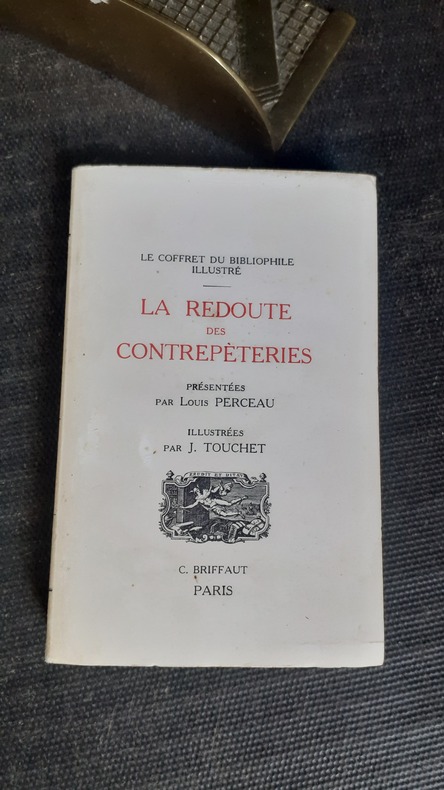 LE COFFRET DU BIBLIOPHILE
ILLUSTRÉ
LA REDOUTE
DES
CONTREPÈTERIES
PRÉSENTÉES
PAR LOUIS PERCEAU
ILLUSTRÉES
PAR J. TOUCHET
C. BRIFFAUT
PARIS